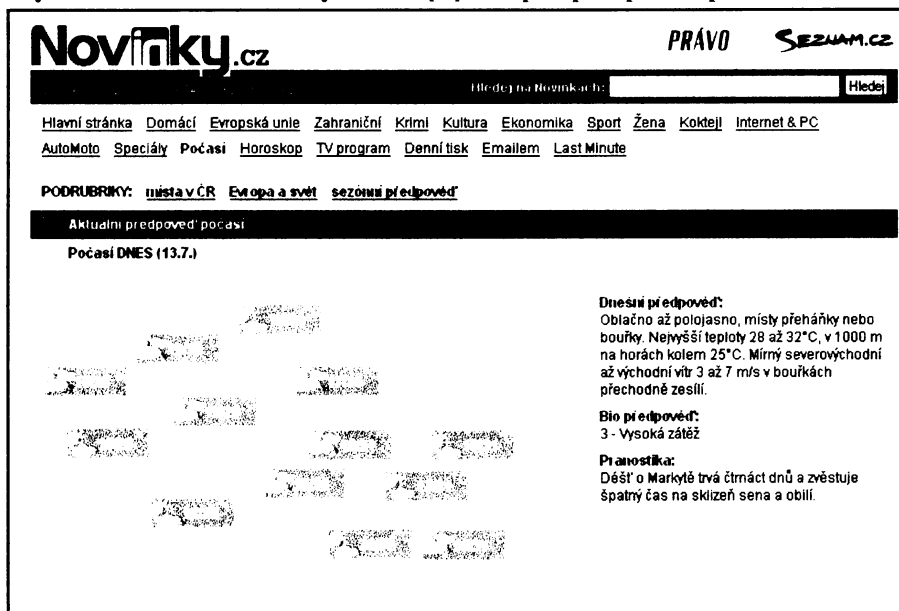 Novinky.cz
PRÁVO
SEZNAM.CZ
Hledej na Novinkách:
Hledej
Hlavní stránka Domácí Evropská unie Zahraniční Krimi Kultura Ekonomika Sport Žena Koktejl Internet & PC
AutoMoto Speciály Počasí Horoskop TV program Denní tisk Emailem Last Minute
PODRUBRIKY: místa v ČR Evropa a svět sezónní předpověď
Aktuální předpověď počasí
Počasí DNES (13.7.)
Dnešní předpověď:
Oblačno až polojasno, místy přeháňky nebo
bouřky. Nejvyšší teploty 28 až 32°C, v 1000 m
na horách kolem 25°C. Mírný severovýchodní
až východní vítr 3 až 7 m/s v bouřkách
přechodně zesílí.
Bio předpověď:
3 - Vysoká zátěž
Pranostika:
Déšť o Markytě trvá čtrnáct dnů a zvěstuje
špatný čas na sklizeň sena a obilí.